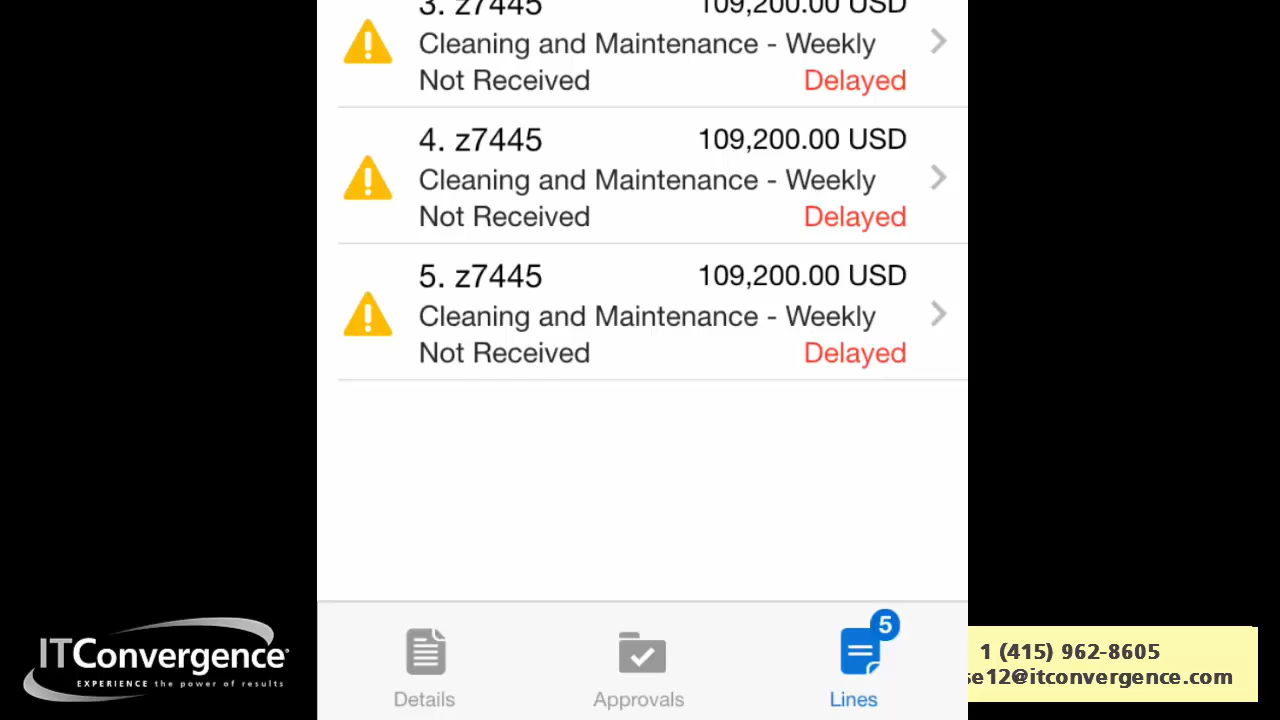 3. z7445 109,200.00 USD
Cleaning and Maintenance - Weekly
Not Received Delayed
4. z7445 109,200.00 USD
Cleaning and Maintenance - Weekly
Not Received Delayed
5. z7445 109,200.00 USD
Cleaning and Maintenance - Weekly
Not Received Delayed
5
Details Approvals Lines
ITConvergence®
EXPERIENCE the power of results
1 (415) 962-8605
se12@itconvergence.com